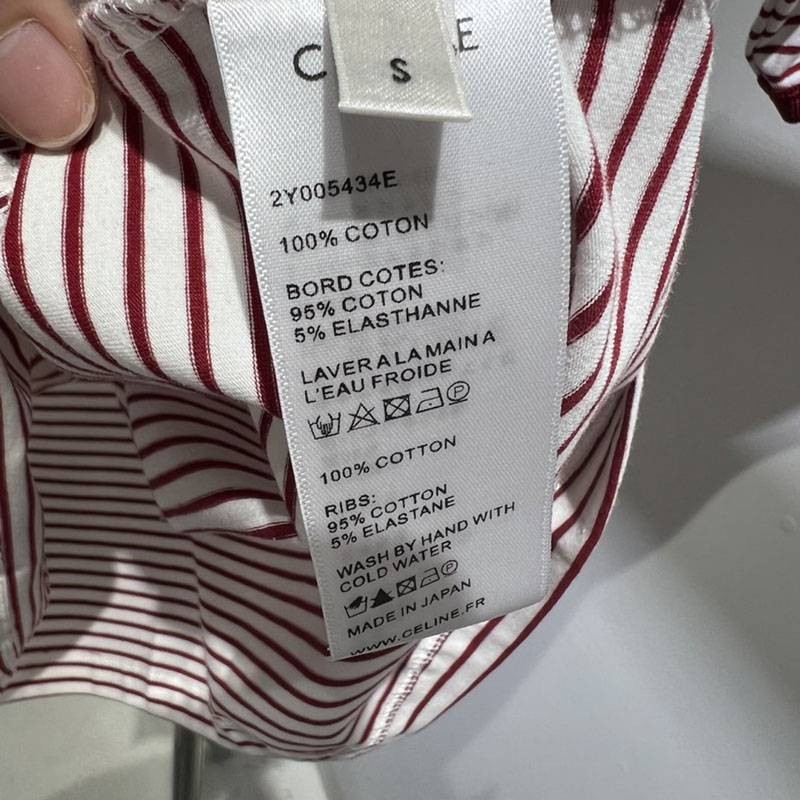 S
2Y005434E
100% COTON
BORD COTES:
95% COTON
5% ELASTHANNE
LAVER A LA MAIN A
L'EAU FROIDE
100% COTTON
RIBS:
95% COTTON
5% ELASTANE
WASH BY HAND WITH
COLD WATER
MADE IN JAPAN
WWW.CELINE.FR